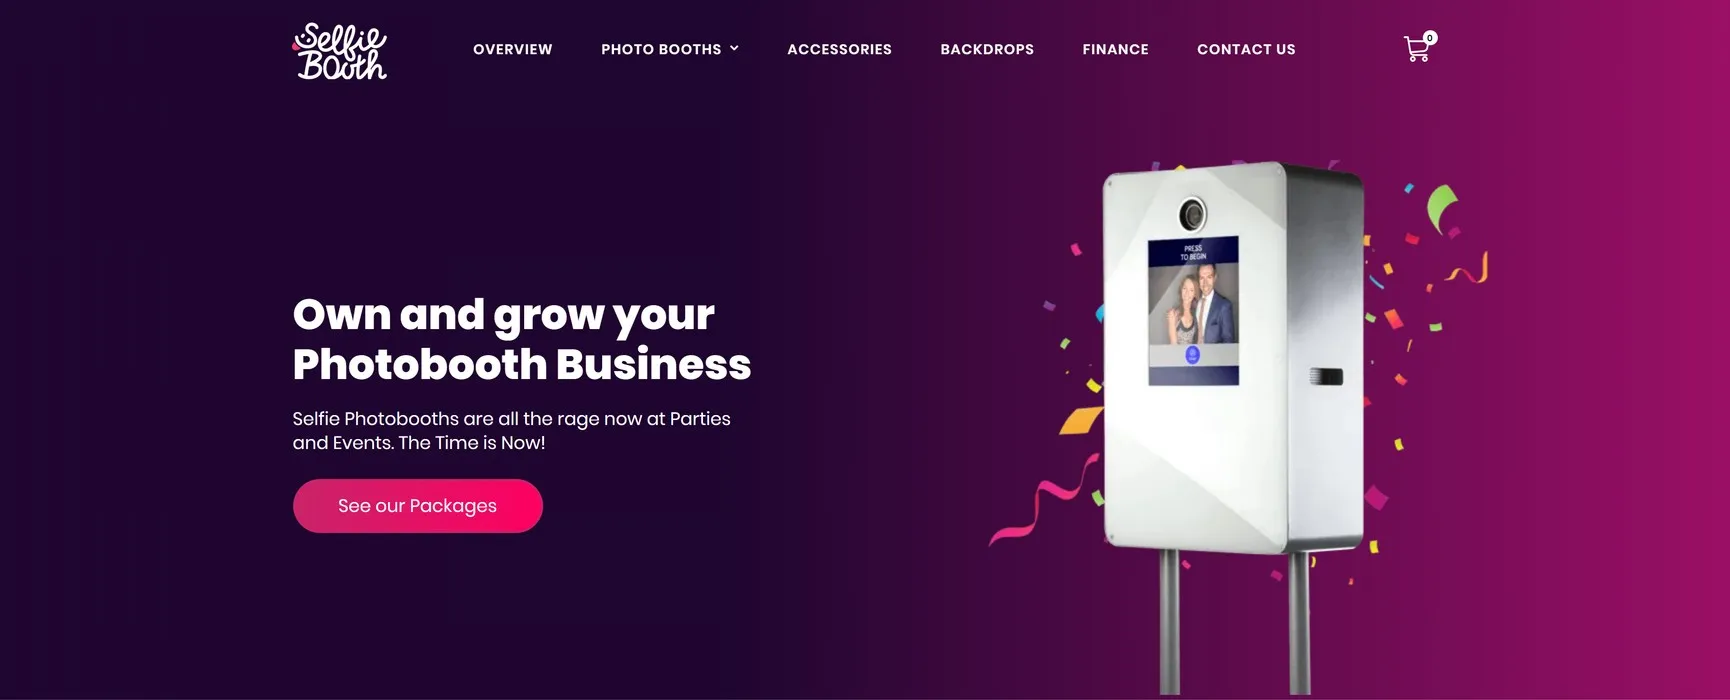 Selfie
Booth
OVERVIEW
PHOTO BOOTHS
ACCESSORIES
BACKDROPS
FINANCE
CONTACT US
0
PRESS
TO BEGIN
Own and grow your
Photobooth Business
Selfie Photobooths are all the rage now at Parties
and Events. The Time is Now!
See our Packages